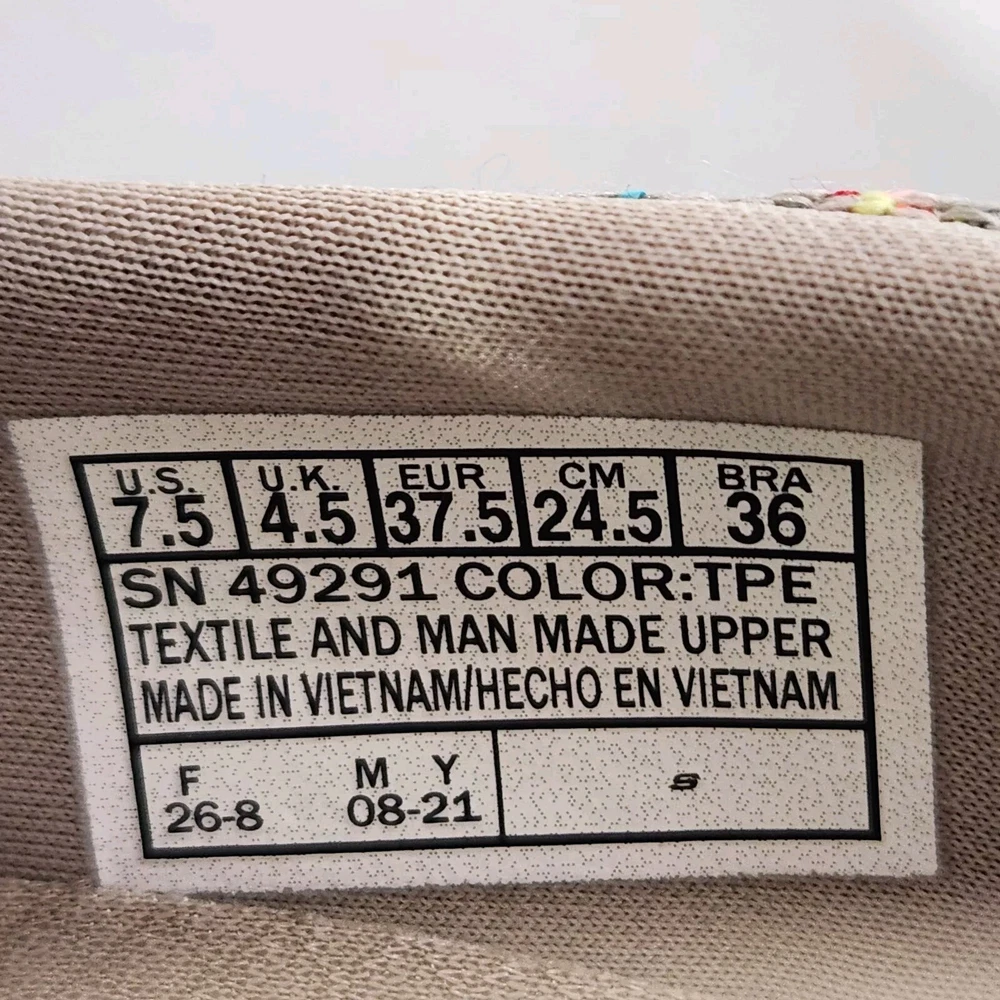 U.S. U.K. EUR CM BRA
7.5 4.5 37.5 24.5 36
SN 49291 COLOR:TPE
TEXTILE AND MAN MADE UPPER
MADE IN VIETNAM/HECHO EN VIETNAM
F M Y
26-8 08-21
S